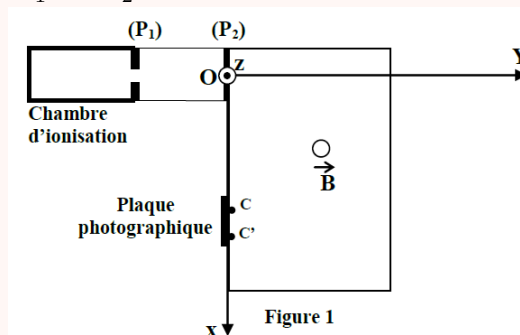 (P₁) (P₂)
O z Y
Chambre
d'ionisation
B
Plaque
photographique
C
C'
X
Figure 1